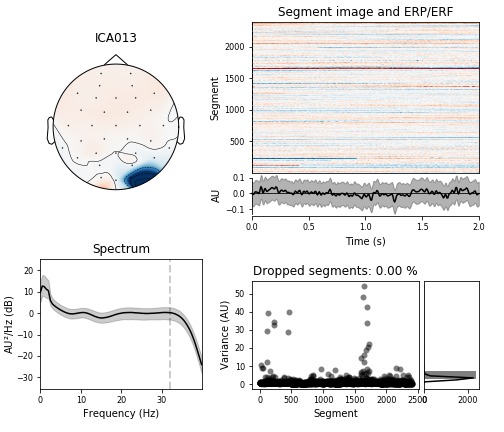 ICA013
Segment image and ERP/ERF
Segment
2000
1500
1000
500
AU
0.1
0.0
−0.1
0.0 0.5 1.0 1.5 2.0
Time (s)
Spectrum
AU²/Hz (dB)
20
10
0
−10
−20
−30
0 10 20 30
Frequency (Hz)
Dropped segments: 0.00 %
Variance (AU)
50
40
30
20
10
0
0 500 1000 1500 2000 2500
Segment
0 2000